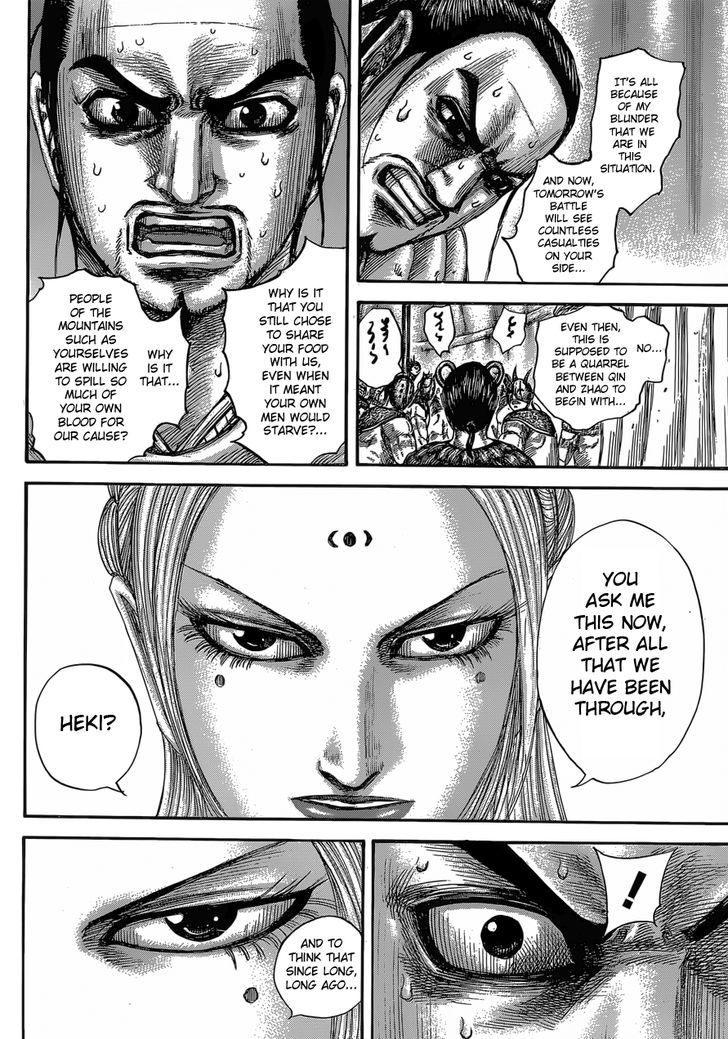 IT'S ALL
BECAUSE
OF MY
BLUNDER
THAT WE
ARE IN
THIS
SITUATION.
AND NOW,
TOMORROW'S
BATTLE
WILL SEE
COUNTLESS
CASUALTIES
ON YOUR
SIDE...
NO...
EVEN THEN,
THIS IS
SUPPOSED TO
BE A QUARREL
BETWEEN QIN
AND ZHAO TO
BEGIN WITH...
WHY IS IT
THAT YOU
STILL CHOSE
TO SHARE
YOUR FOOD
WITH US,
EVEN WHEN
IT MEANT
YOUR OWN
MEN WOULD
STARVE?...
WHY
IS IT
THAT...
PEOPLE
OF THE
MOUNTAINS
SUCH AS
YOURSELVES
ARE WILLING
TO SPILL SO
MUCH OF
YOUR OWN
BLOOD FOR
OUR CAUSE?
YOU
ASK ME
THIS NOW,
AFTER ALL
THAT WE
HAVE BEEN
THROUGH,
HEKI?
!
AND TO
THINK THAT
SINCE LONG,
LONG AGO...